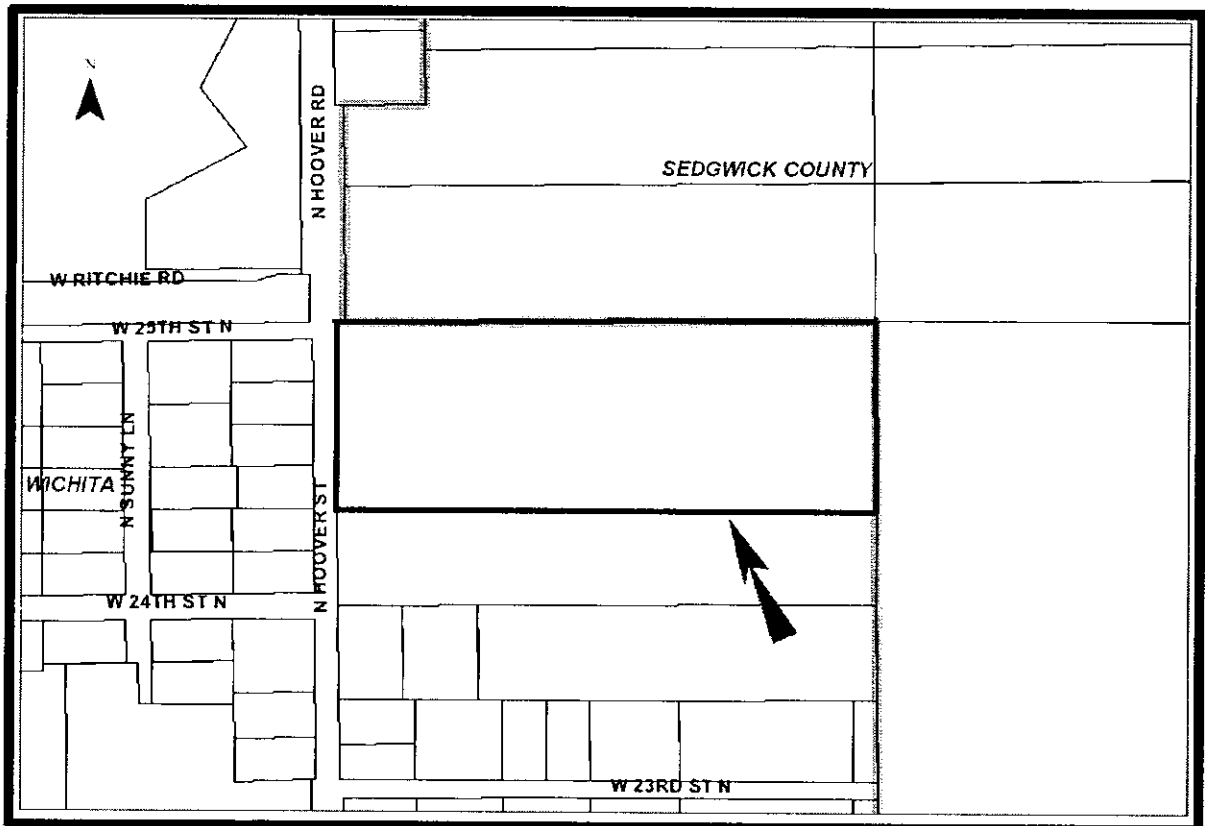 N
N HOOVER RD
SEDGWICK COUNTY
W RITCHIE RD
W 25TH ST N
N SUNNY LN
WICHITA
N HOOVER ST
W 24TH ST N
W 23RD ST N